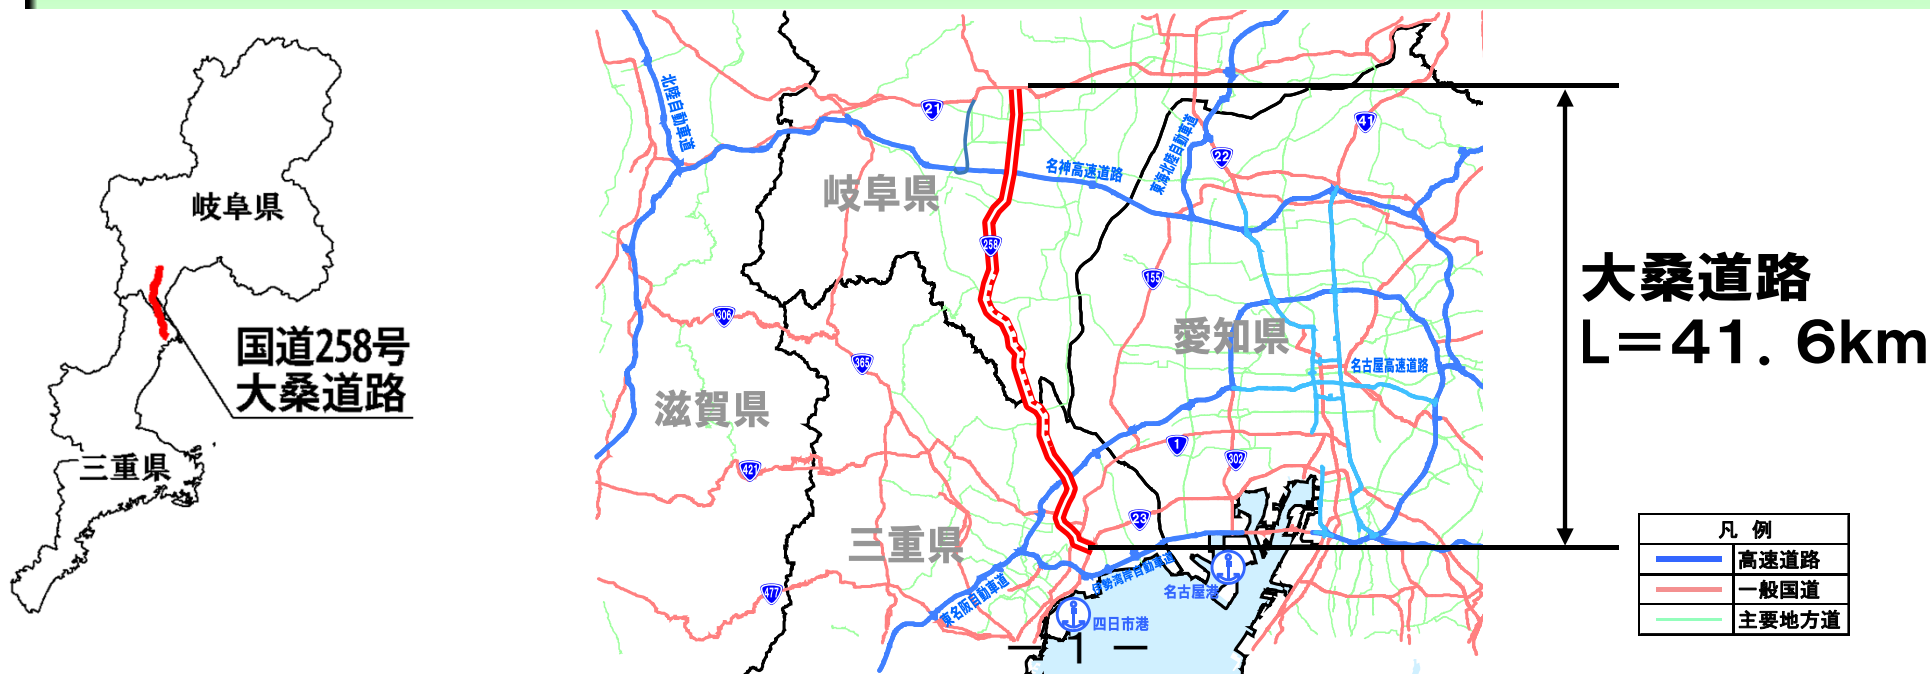 岐阜県
国道258号
大桑道路
三重県
北陸自動車道
21
名神高速道路
東海北陸自動車道
22
41
岐阜県
258
155
306
365
愛知県
名古屋高速道路
滋賀県
421
1
302
23
三重県
477
東名阪自動車道
伊勢湾岸自動車道
名古屋港
四日市港
大桑道路
L＝41．6km
凡 例
高速道路
一般国道
主要地方道
1